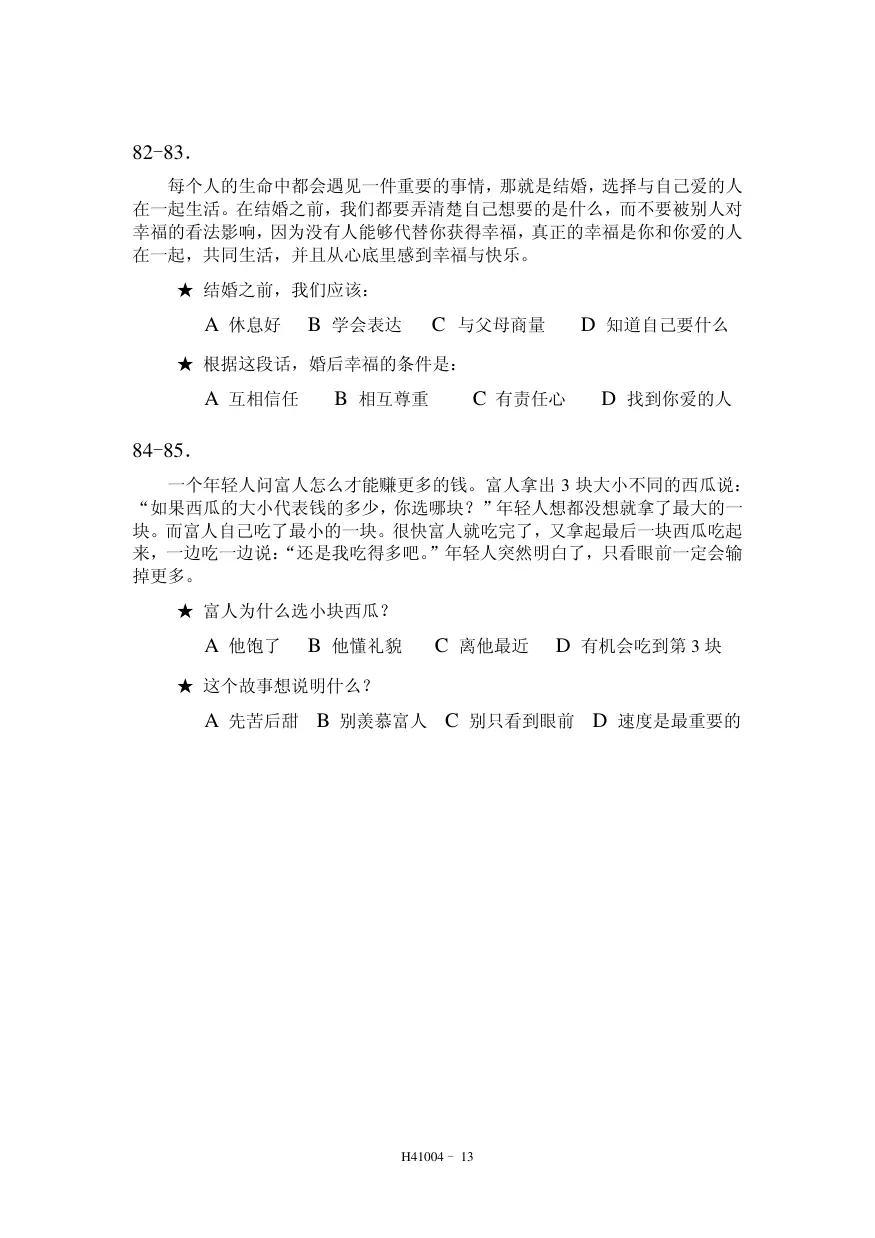 82-83.
每个人的生命中都会遇见一件重要的事情，那就是结婚，选择与自己爱的人
在一起生活。在结婚之前，我们都要弄清楚自己想要的是什么，而不要被别人对
幸福的看法影响，因为没有人能够代替你获得幸福，真正的幸福是你和你爱的人
在一起，共同生活，并且从心底里感到幸福与快乐。
★ 结婚之前，我们应该：
A 休息好 B 学会表达 C 与父母商量 D 知道自己要什么
★ 根据这段话，婚后幸福的条件是：
A 互相信任 B 相互尊重 C 有责任心 D 找到你爱的人
84-85.
一个年轻人问富人怎么才能赚更多的钱。富人拿出 3 块大小不同的西瓜说：
“如果西瓜的大小代表钱的多少，你选哪块？”年轻人想都没想就拿了最大的一
块。而富人自己吃了最小的一块。很快富人就吃完了，又拿起最后一块西瓜吃起
来，一边吃一边说：“还是我吃得多吧。”年轻人突然明白了，只看眼前一定会输
掉更多。
★ 富人为什么选小块西瓜？
A 他饱了 B 他懂礼貌 C 离他最近 D 有机会吃到第 3 块
★ 这个故事想说明什么？
A 先苦后甜 B 别羡慕富人 C 别只看到眼前 D 速度是最重要的
H41004- 13